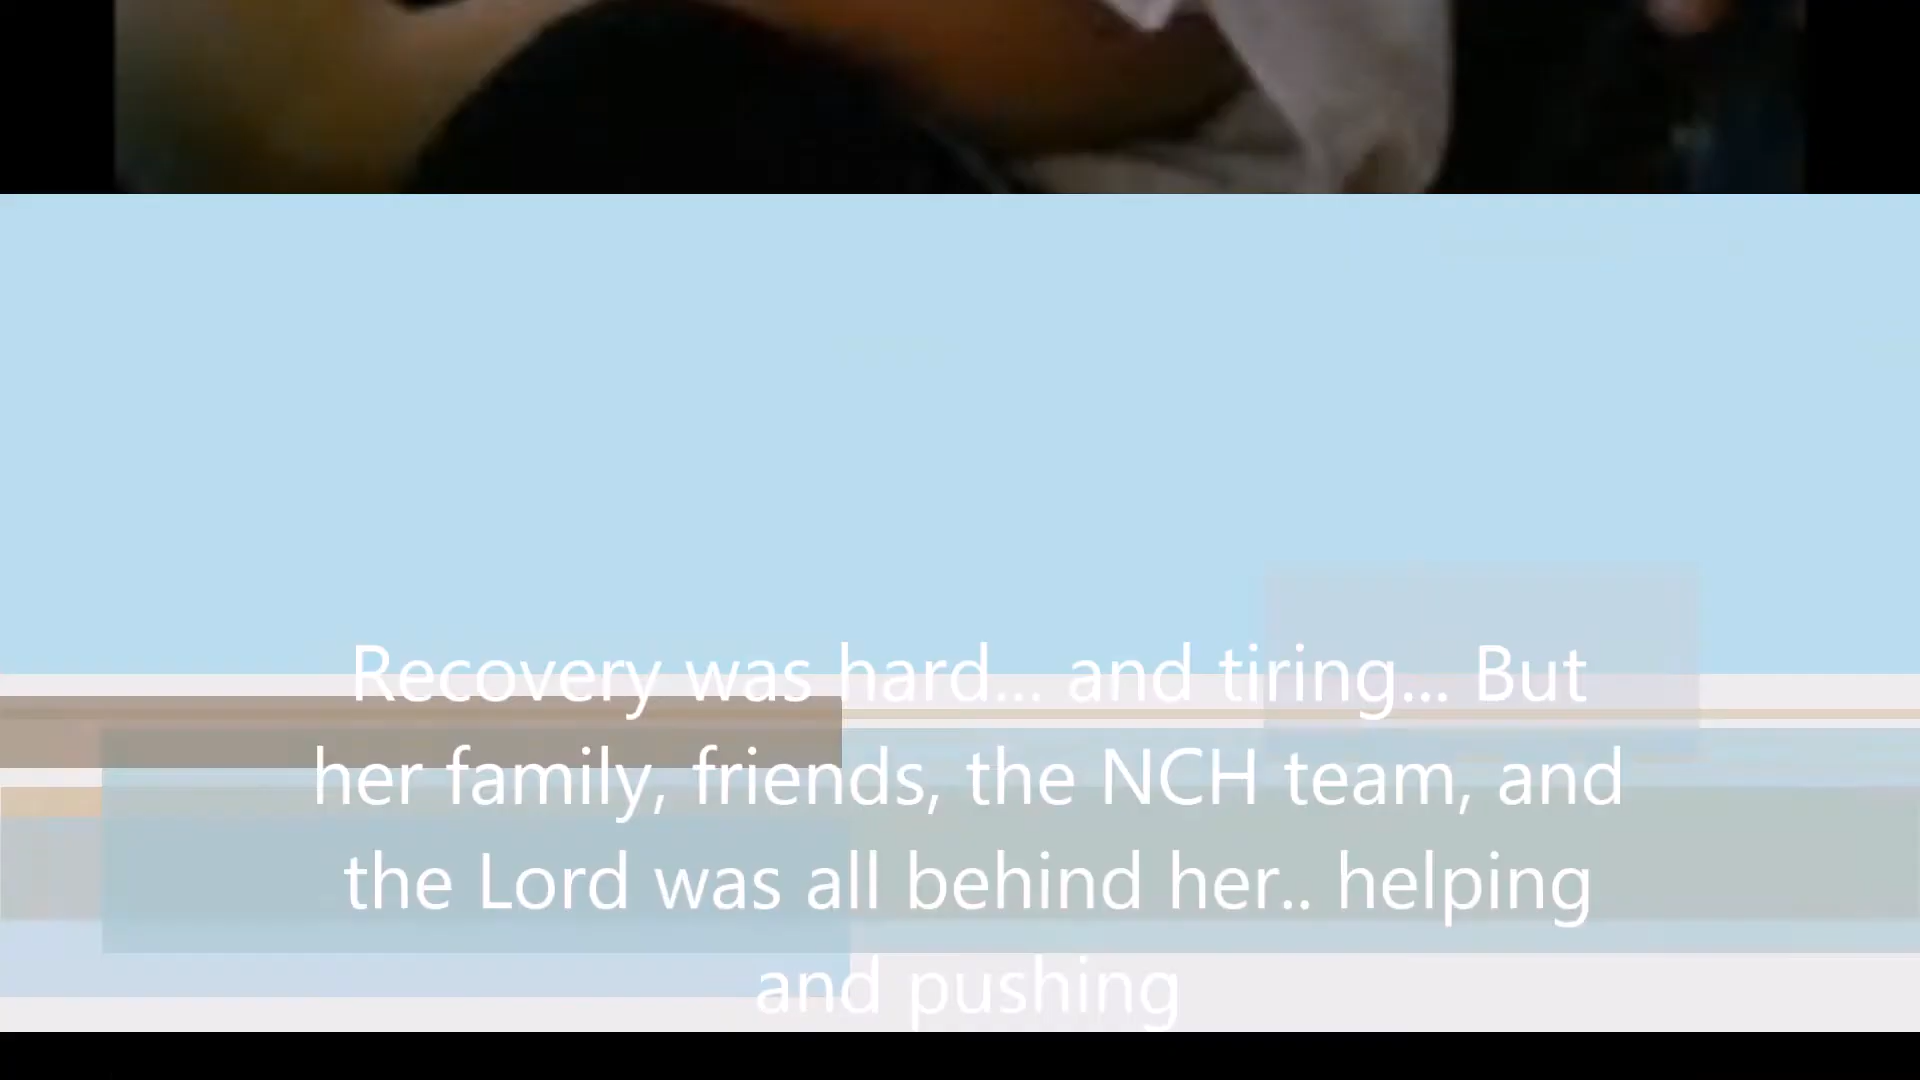 Recovery was hard... and tiring... But
her family, friends, the NCH team, and
the Lord was all behind her.. helping
and pushing